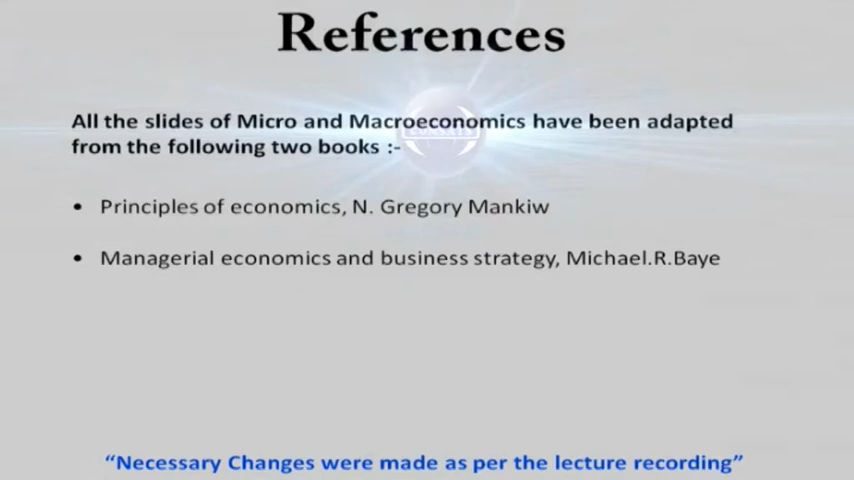 References
All the slides of Micro and Macroeconomics have been adapted
from the following two books :-
• Principles of economics, N. Gregory Mankiw
• Managerial economics and business strategy, Michael.R.Baye
“Necessary Changes were made as per the lecture recording”